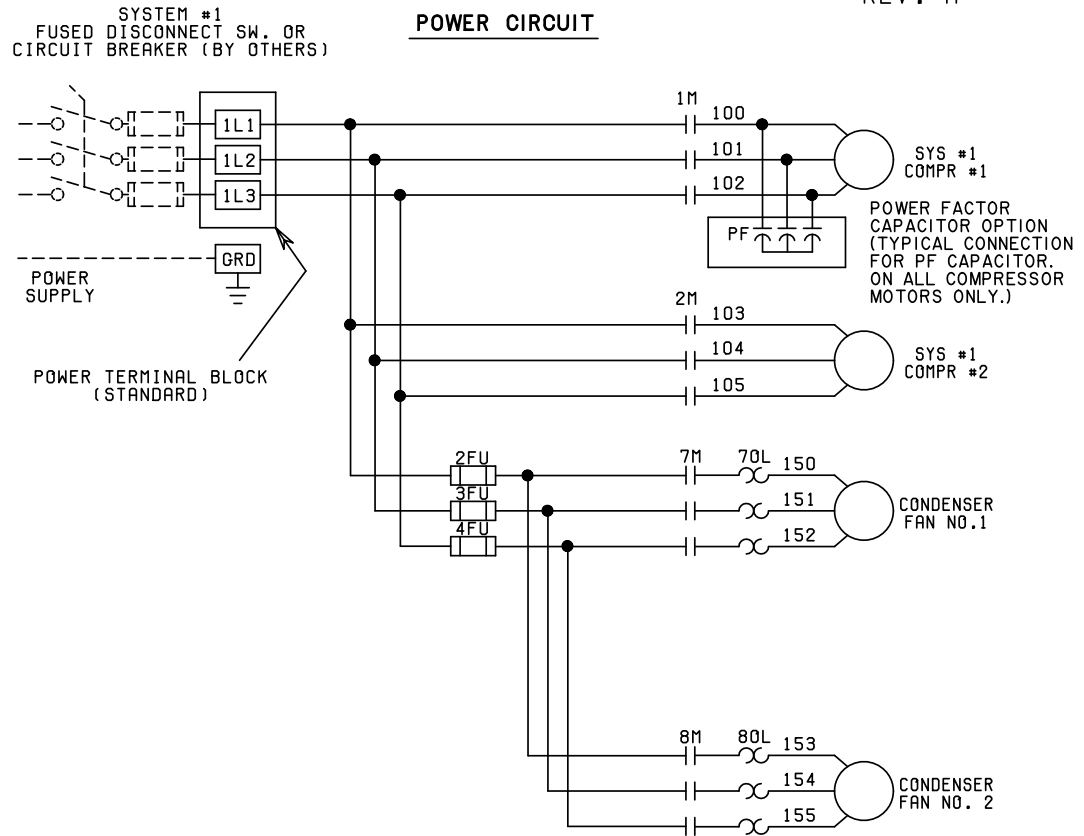 REV. A
SYSTEM #1
FUSED DISCONNECT SW. OR
CIRCUIT BREAKER (BY OTHERS)
POWER CIRCUIT
1M
100
1L1
101
1L2
SYS #1
COMPR #1
102
1L3
POWER FACTOR
CAPACITOR OPTION
(TYPICAL CONNECTION
FOR PF CAPACITOR.
ON ALL COMPRESSOR
MOTORS ONLY.)
PF
GRD
POWER
SUPPLY
2M
103
104
SYS #1
COMPR #2
105
POWER TERMINAL BLOCK
(STANDARD)
2FU
7M
7OL
150
3FU
151
CONDENSER
FAN NO.1
4FU
152
8M
8OL
153
154
CONDENSER
FAN NO. 2
155